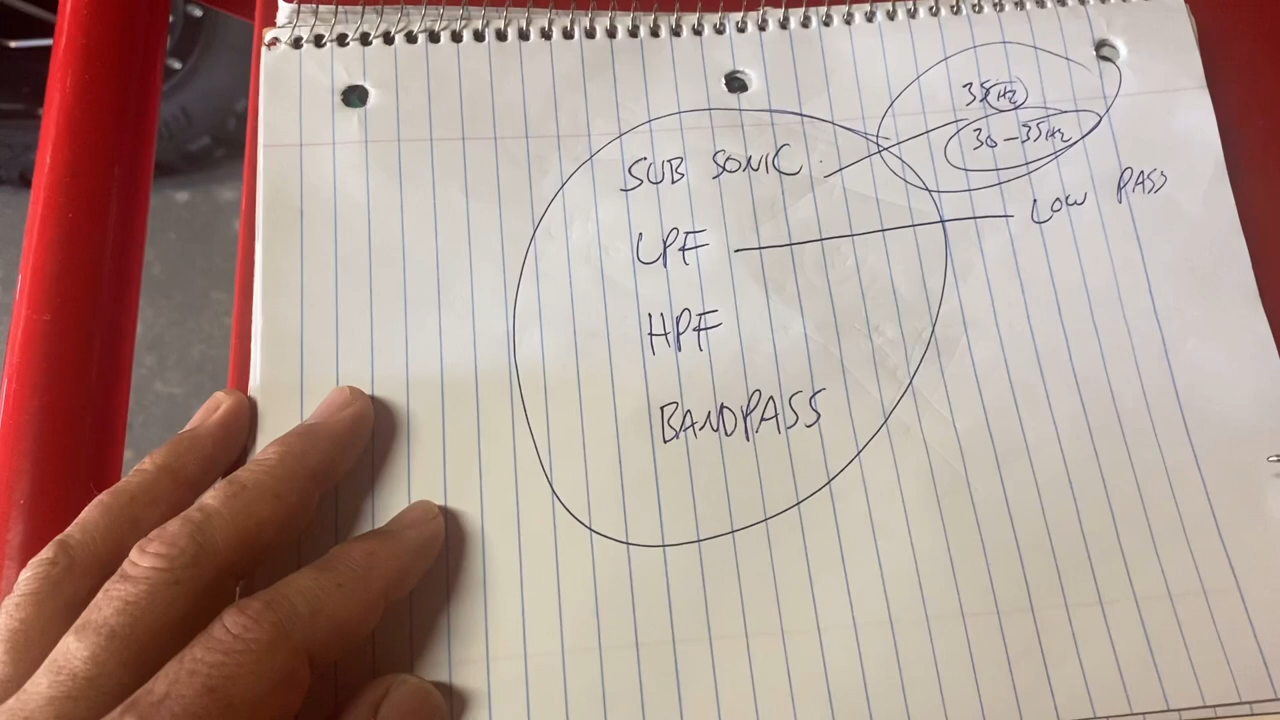 35Hz
30-35Hz
SUB SONIC
LOW PASS
LPF
HPF
BANDPASS